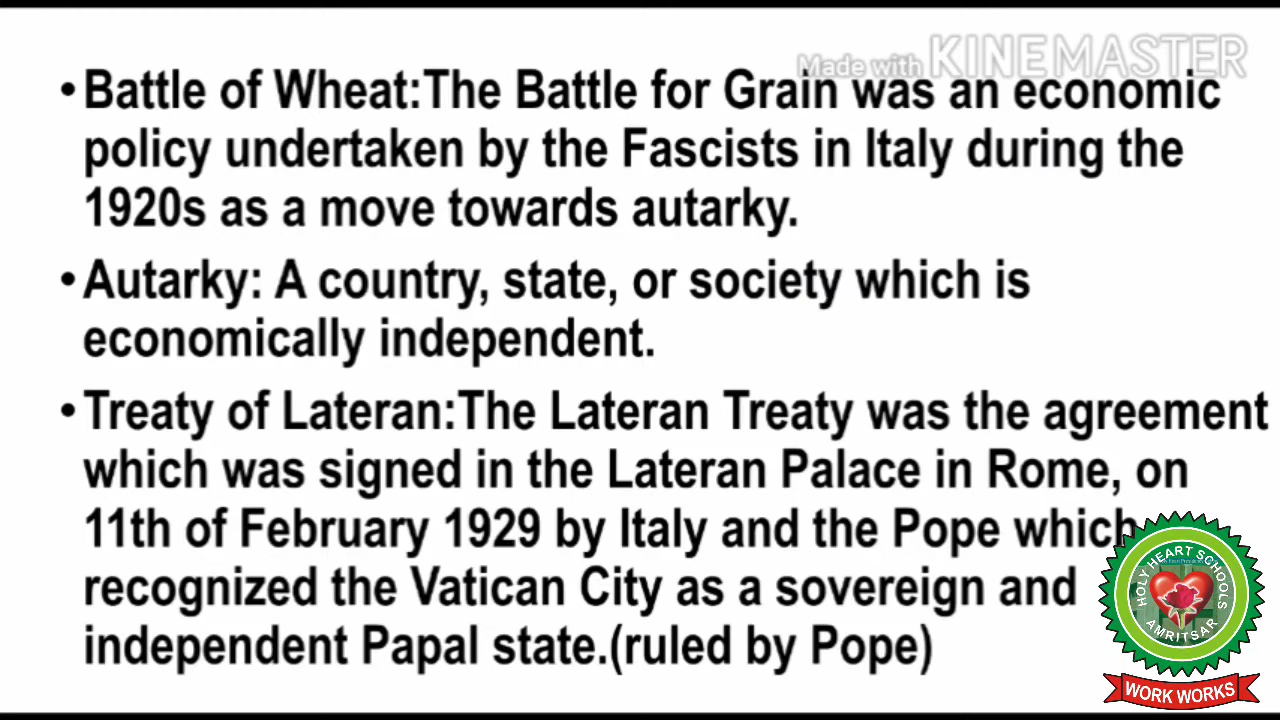 Made with KINEMASTER
•Battle of Wheat:The Battle for Grain was an economic
policy undertaken by the Fascists in Italy during the
1920s as a move towards autarky.
•Autarky: A country, state, or society which is
economically independent.
•Treaty of Lateran:The Lateran Treaty was the agreement
which was signed in the Lateran Palace in Rome, on
11th of February 1929 by Italy and the Pope which
recognized the Vatican City as a sovereign and
independent Papal state.(ruled by Pope)
HOLY HEART SCHOOLS
AMRITSAR
WORK WORKS